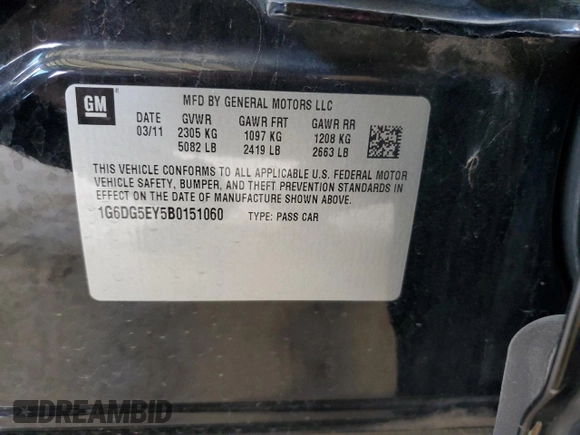 GM
MFD BY GENERAL MOTORS LLC
DATE GVWR GAWR FRT GAWR RR
03/11 2305 KG 1097 KG 1208 KG
5082 LB 2419 LB 2663 LB
THIS VEHICLE CONFORMS TO ALL APPLICABLE U.S. FEDERAL MOTOR
VEHICLE SAFETY, BUMPER, AND THEFT PREVENTION STANDARDS IN
EFFECT ON THE DATE OF MANUFACTURE SHOWN ABOVE.
1G6DG5EY5B0151060 TYPE: PASS CAR
DREAMBID